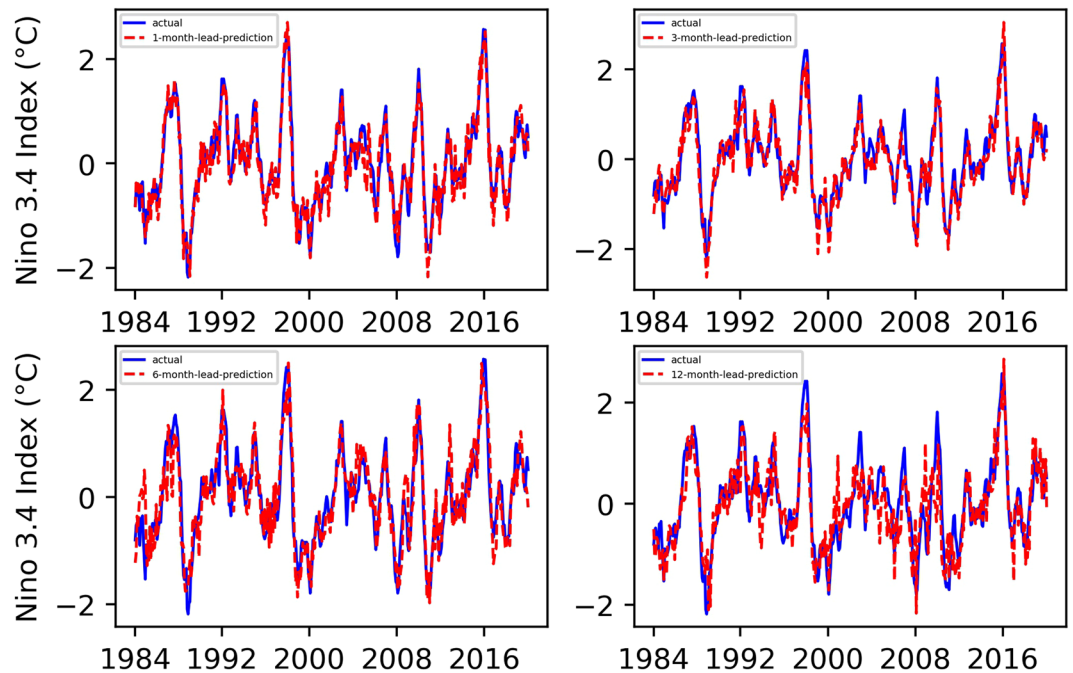 actual
1-month-lead-prediction
Nino 3.4 Index (°C)
2
0
−2
1984 1992 2000 2008 2016
actual
3-month-lead-prediction
2
0
−2
1984 1992 2000 2008 2016
actual
6-month-lead-prediction
Nino 3.4 Index (°C)
2
0
−2
1984 1992 2000 2008 2016
actual
12-month-lead-prediction
2
0
−2
1984 1992 2000 2008 2016